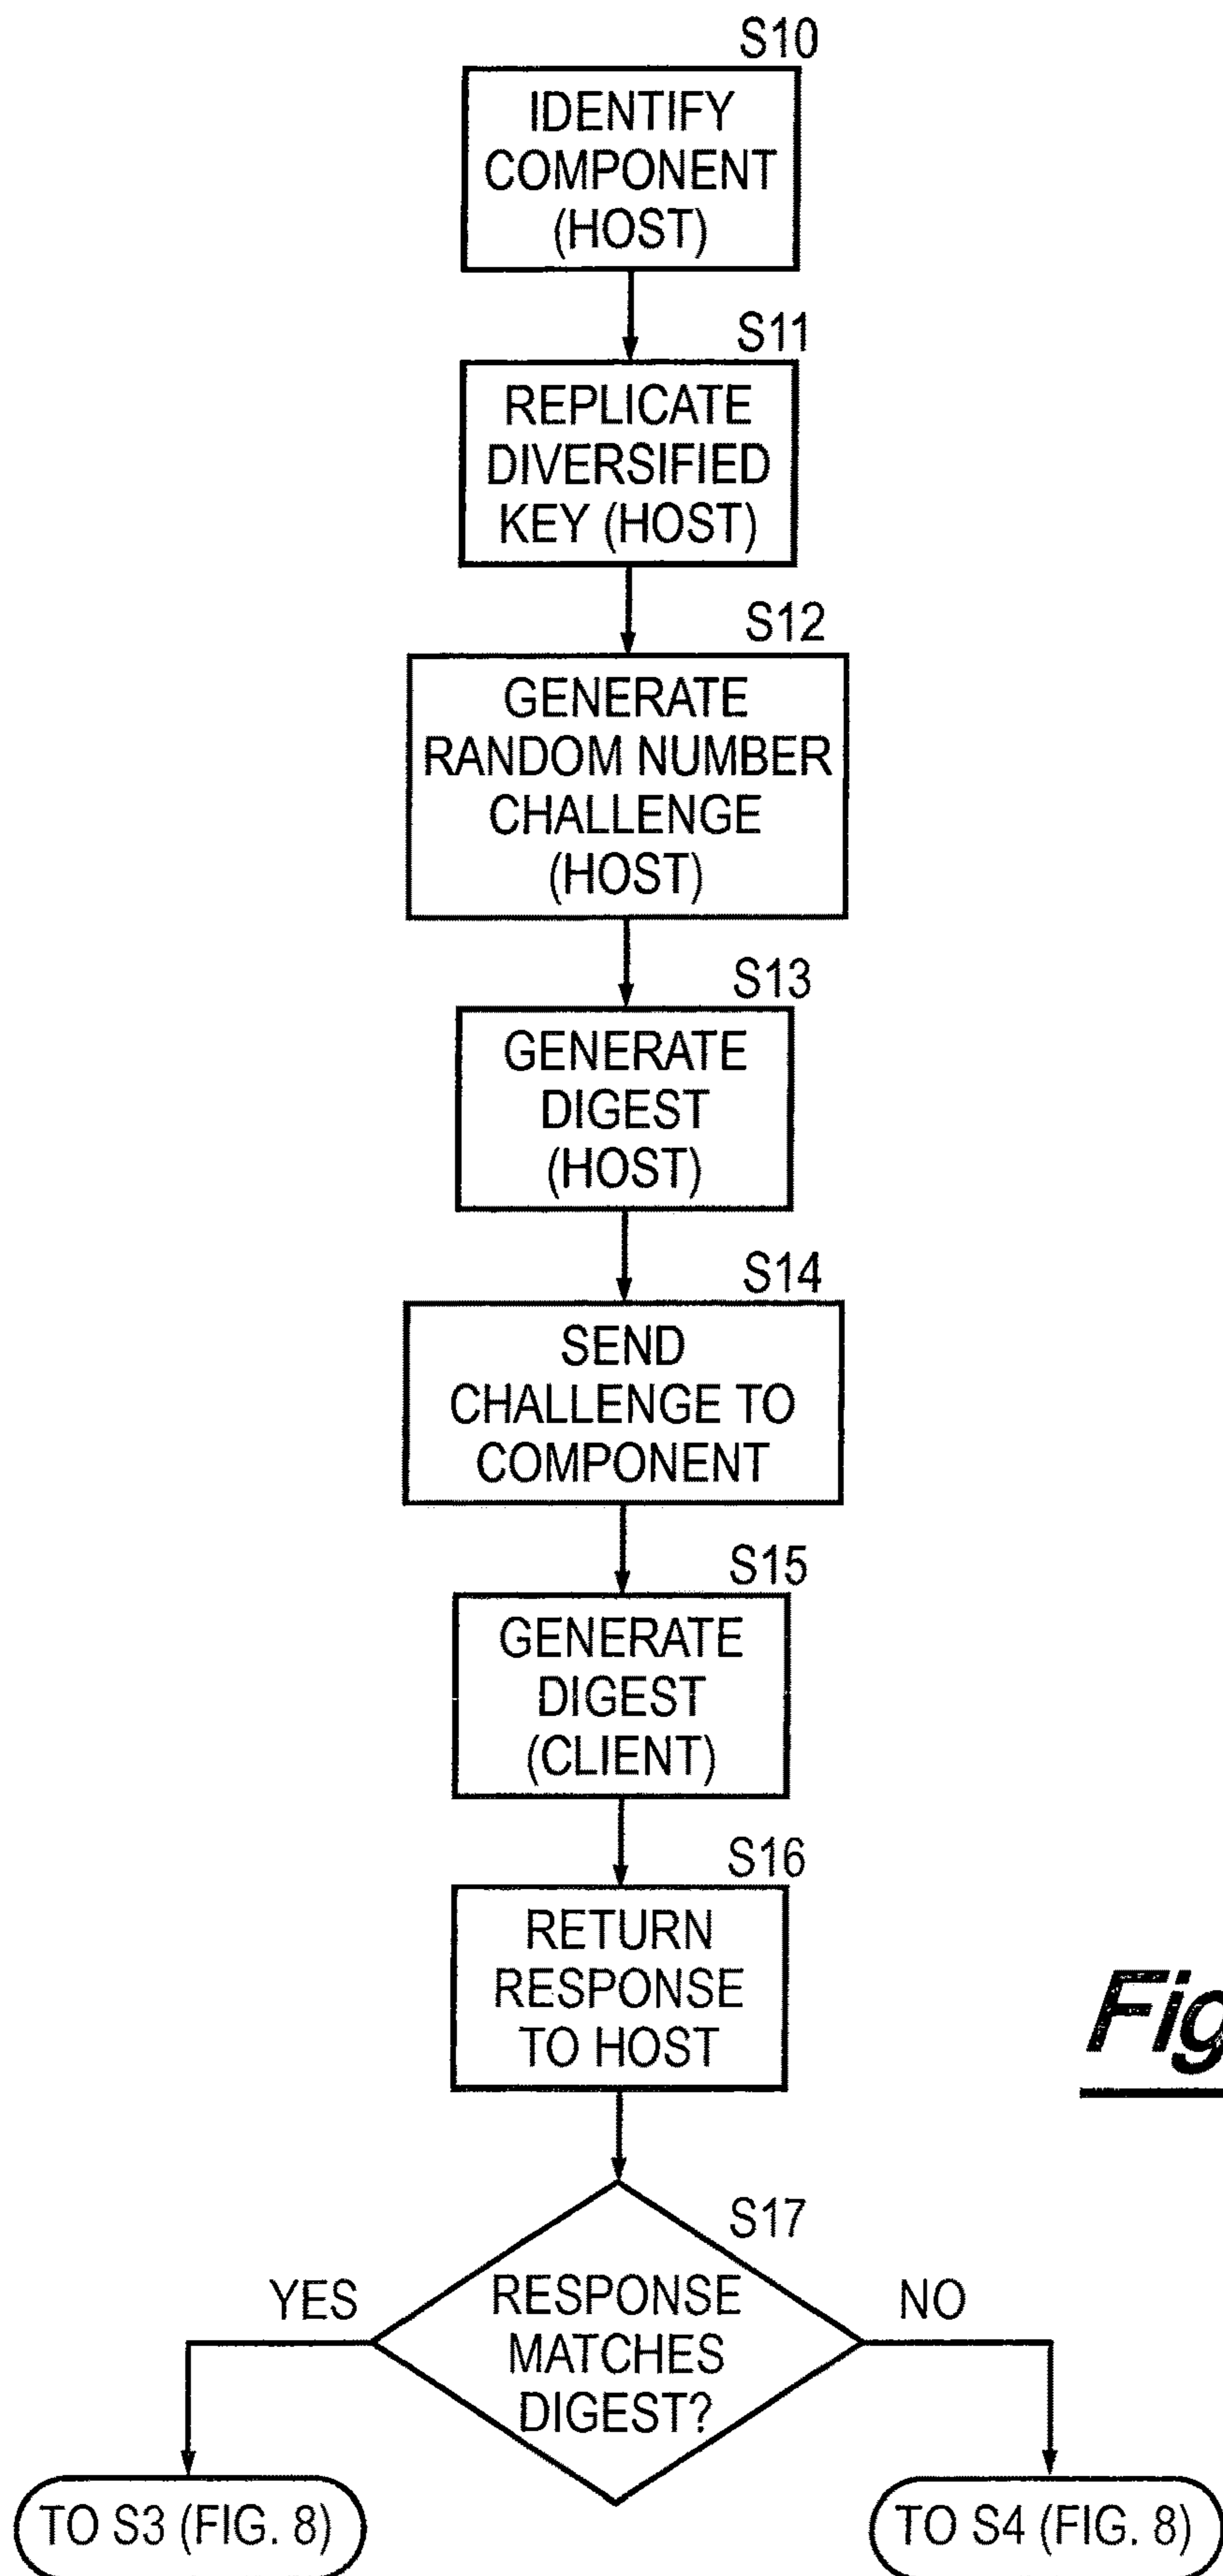 S10
IDENTIFY
COMPONENT
(HOST)
S11
REPLICATE
DIVERSIFIED
KEY (HOST)
S12
GENERATE
RANDOM NUMBER
CHALLENGE
(HOST)
S13
GENERATE
DIGEST
(HOST)
S14
SEND
CHALLENGE TO
COMPONENT
S15
GENERATE
DIGEST
(CLIENT)
S16
RETURN
RESPONSE
TO HOST
Fig
S17
YES
RESPONSE
MATCHES
DIGEST?
NO
TO S3 (FIG. 8)
TO S4 (FIG. 8)